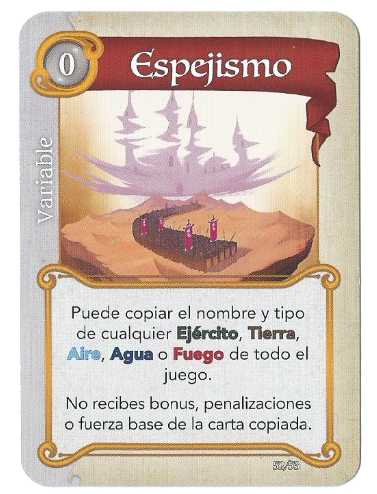 0
Espejismo
Variable
Puede copiar el nombre y tipo
de cualquier Ejército, Tierra,
Aire, Agua o Fuego de todo el
juego.
No recibes bonus, penalizaciones
o fuerza base de la carta copiada.